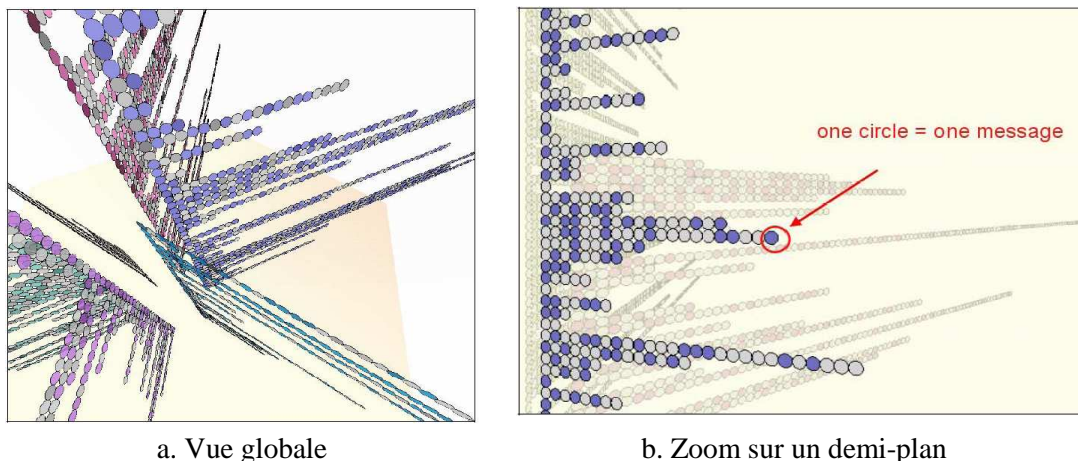 one circle = one message
a. Vue globale
b. Zoom sur un demi-plan